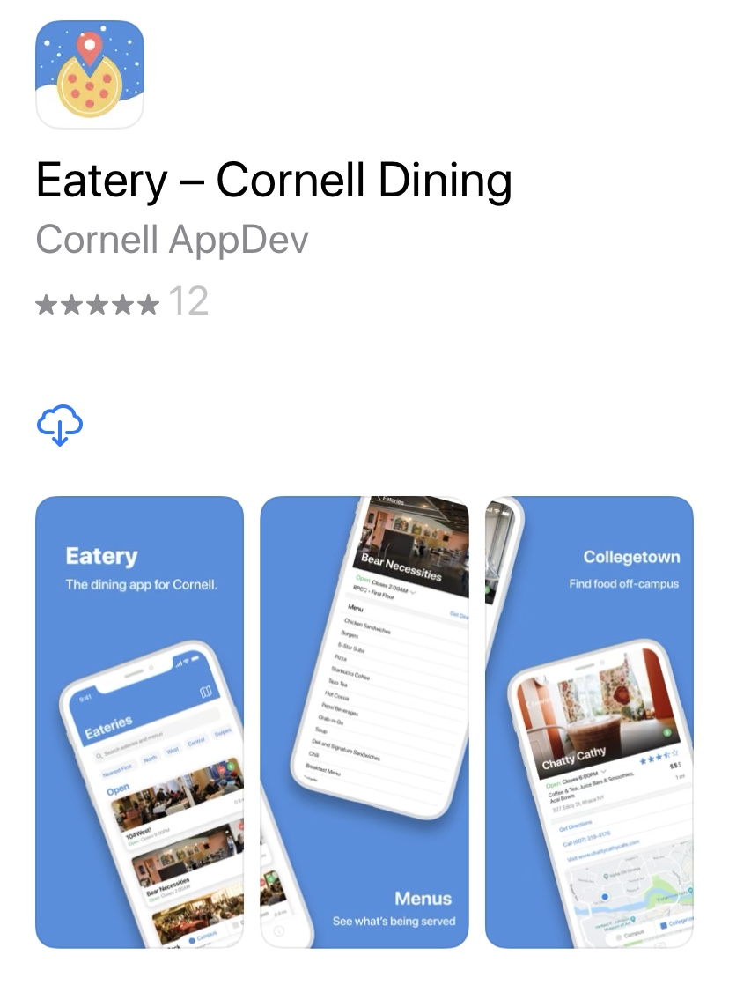 Eatery – Cornell Dining
Cornell AppDev
★★★★★ 12
Eatery
The dining app for Cornell.
9:41
Eateries
Search eateries and menus
Nearest First North West Central Swipes
Open
104West!
Open Closes 9:00PM
Bear Necessities
Open Closes 2:00AM
Campus
Eateries
Bear Necessities
Open Closes 2:00AM
RPCC - First Floor
Menu
Chicken Sandwiches
Burgers
5-Star Subs
Pizza
Starbucks Coffee
Tazo Tea
Hot Cocoa
Pepsi Beverages
Grab-n-Go
Soup
Deli and Signature Sandwiches
Chili
Breakfast Menu
Menus
See what's being served
Collegetown
Find food off-campus
Chatty Cathy
Open Closes 6:00PM
Coffee & Tea, Juice Bars & Smoothies,
Acai Bowls
$$
327 Eddy St, Ithaca NY
1 mi
Get Directions
Call (607) 319-4176
Visit www.chattycathycafe.com
Campus